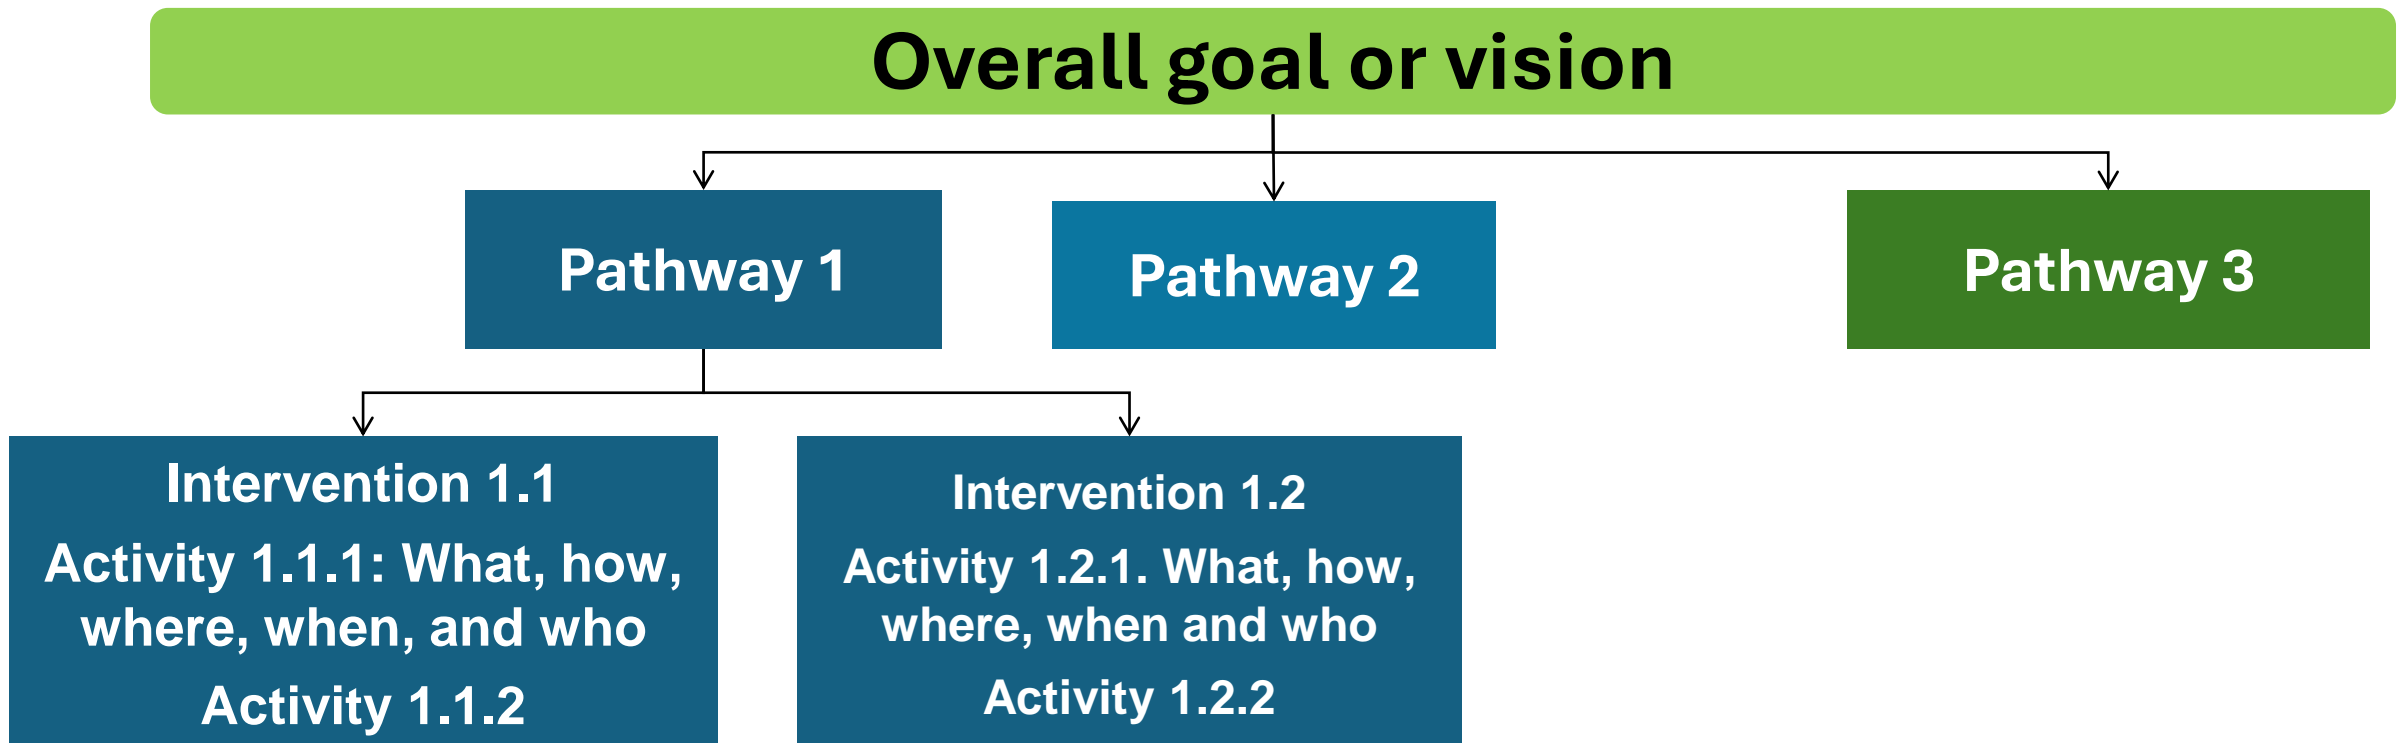 Overall goal or vision
Pathway 1
Pathway 2
Pathway 3
Intervention 1.1
Activity 1.1.1: What, how,
where, when, and who
Activity 1.1.2
Intervention 1.2
Activity 1.2.1. What, how,
where, when and who
Activity 1.2.2